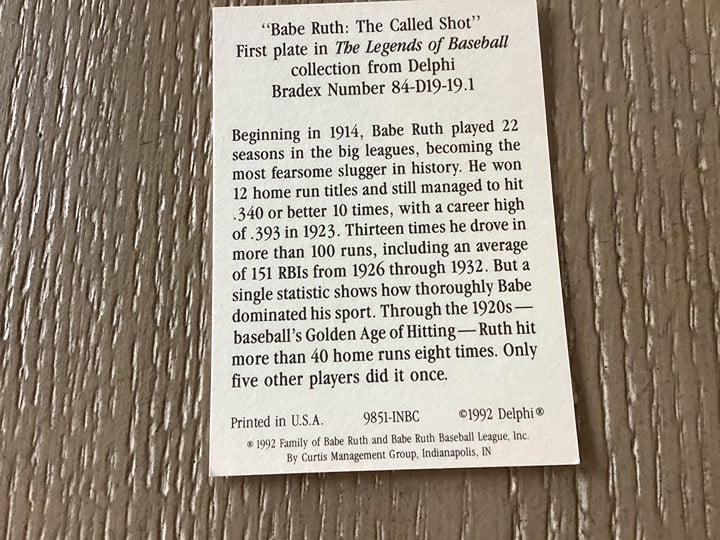 “Babe Ruth: The Called Shot”
First plate in The Legends of Baseball
collection from Delphi
Bradex Number 84-D19-19.1
Beginning in 1914, Babe Ruth played 22
seasons in the big leagues, becoming the
most fearsome slugger in history. He won
12 home run titles and still managed to hit
.340 or better 10 times, with a career high
of .393 in 1923. Thirteen times he drove in
more than 100 runs, including an average
of 151 RBIs from 1926 through 1932. But a
single statistic shows how thoroughly Babe
dominated his sport. Through the 1920s—
baseball's Golden Age of Hitting—Ruth hit
more than 40 home runs eight times. Only
five other players did it once.
Printed in U.S.A. 9851-INBC ©1992 Delphi®
® 1992 Family of Babe Ruth and Babe Ruth Baseball League, Inc.
By Curtis Management Group, Indianapolis, IN